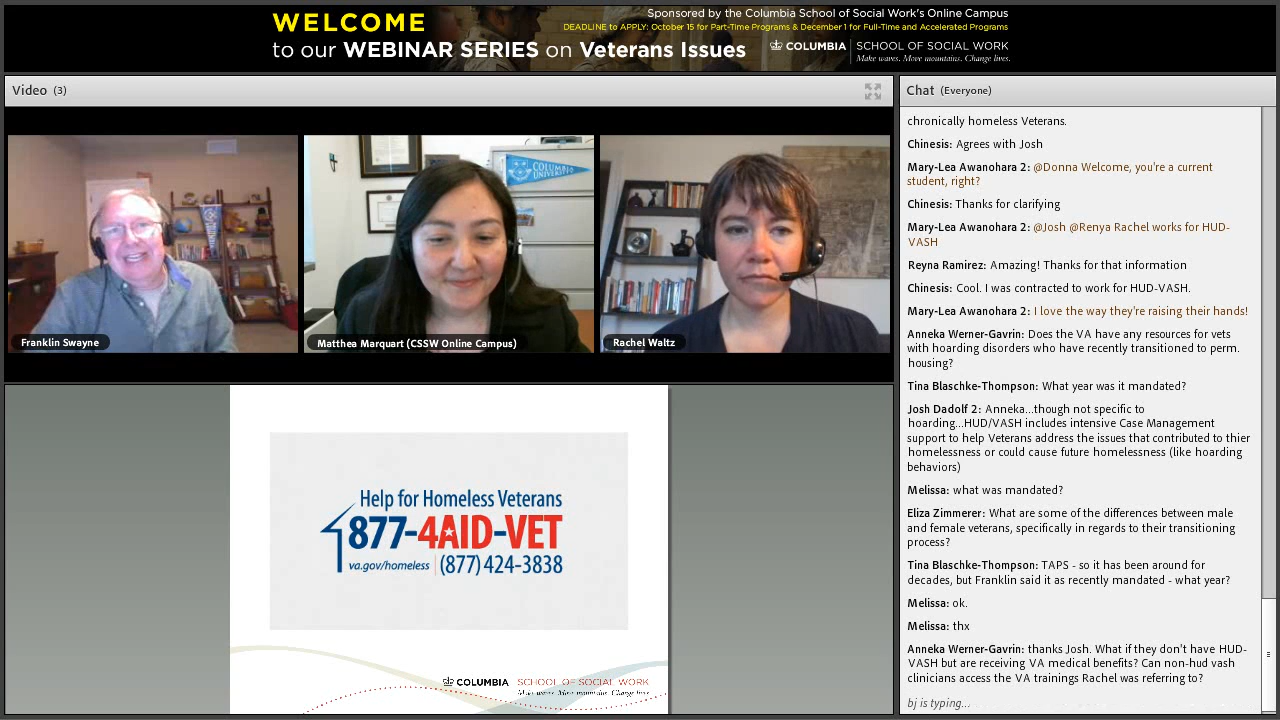 WELCOME
to our WEBINAR SERIES on Veterans Issues
Sponsored by the Columbia School of Social Work's Online Campus
DEADLINE to APPLY: October 15 for Part-Time Programs & December 1 for Full-Time and Accelerated Programs
COLUMBIA SCHOOL OF SOCIAL WORK
Make waves. Move mountains. Change lives.
Video (3)
COLUMBIA
UNIVERSITY
Franklin Swayne
Matthea Marquart (CSSW Online Campus)
Rachel Waltz
Help for Homeless Veterans
877-4AID-VET
va.gov/homeless (877) 424-3838
COLUMBIA SCHOOL OF SOCIAL WORK
Make waves. Move mountains. Change lives.
Chat (Everyone)
chronically homeless Veterans.
Chinesis: Agrees with Josh
Mary-Lea Awanohara 2: @Donna Welcome, you're a current
student, right?
Chinesis: Thanks for clarifying
Mary-Lea Awanohara 2: @Josh @Renya Rachel works for HUD-
VASH
Reyna Ramirez: Amazing! Thanks for that information
Chinesis: Cool. I was contracted to work for HUD-VASH.
Mary-Lea Awanohara 2: I love the way they're raising their hands!
Anneka Werner-Gavrin: Does the VA have any resources for vets
with hoarding disorders who have recently transitioned to perm.
housing?
Tina Blaschke-Thompson: What year was it mandated?
Josh Dadolf 2: Anneka...though not specific to
hoarding...HUD/VASH includes intensive Case Management
support to help Veterans address the issues that contributed to thier
homelessness or could cause future homelessness (like hoarding
behaviors)
Melissa: what was mandated?
Eliza Zimmerer: What are some of the differences between male
and female veterans, specifically in regards to their transitioning
process?
Tina Blaschke-Thompson: TAPS - so it has been around for
decades, but Franklin said it as recently mandated - what year?
Melissa: ok.
Melissa: thx
Anneka Werner-Gavrin: thanks Josh. What if they don't have HUD-
VASH but are receiving VA medical benefits? Can non-hud vash
clinicians access the VA trainings Rachel was referring to?
bj is typing...